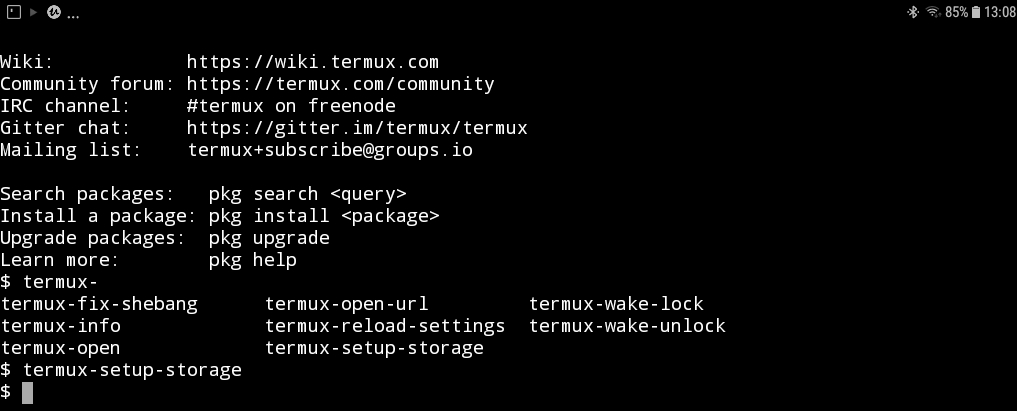 ... 85% 13:08
Wiki:            https://wiki.termux.com
Community forum: https://termux.com/community
IRC channel:     #termux on freenode
Gitter chat:     https://gitter.im/termux/termux
Mailing list:    termux+subscribe@groups.io
Search packages:   pkg search <query>
Install a package: pkg install <package>
Upgrade packages:  pkg upgrade
Learn more:        pkg help
$ termux-
termux-fix-shebang      termux-open-url         termux-wake-lock
termux-info             termux-reload-settings  termux-wake-unlock
termux-open             termux-setup-storage
$ termux-setup-storage
$